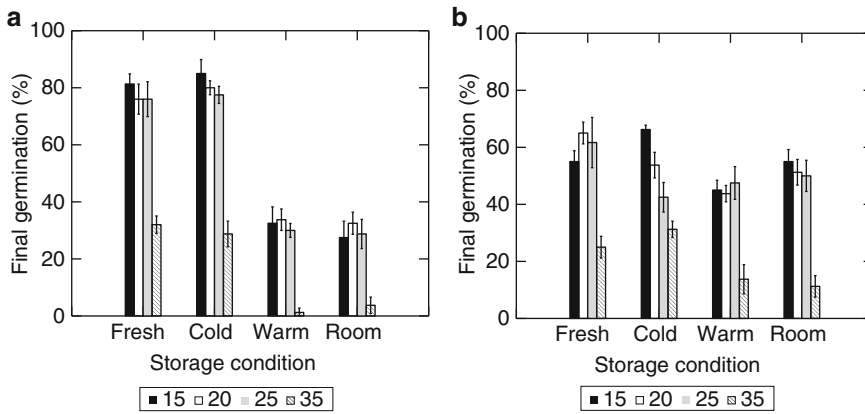 a
Final germination (%)
100
80
60
40
20
0
Fresh Cold Warm Room
Storage condition
15 20 25 35
b
Final germination (%)
100
80
60
40
20
0
Fresh Cold Warm Room
Storage condition
15 20 25 35